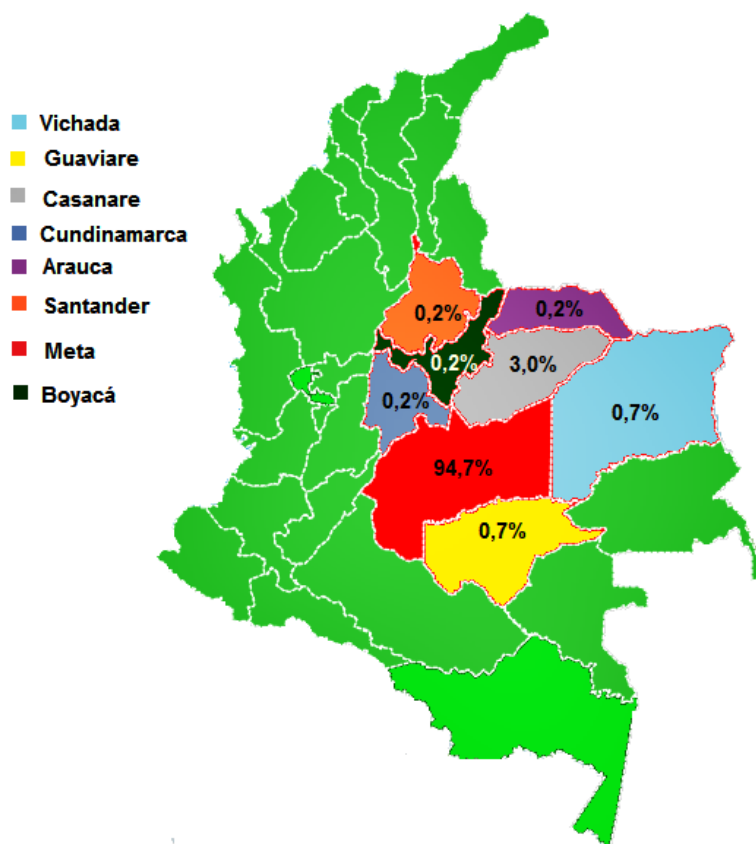 Vichada
Guaviare
Casanare
Cundinamarca
Arauca
Santander
Meta
Boyacá
0,2%
0,2%
0,2%
3,0%
0,2%
0,7%
94,7%
0,7%